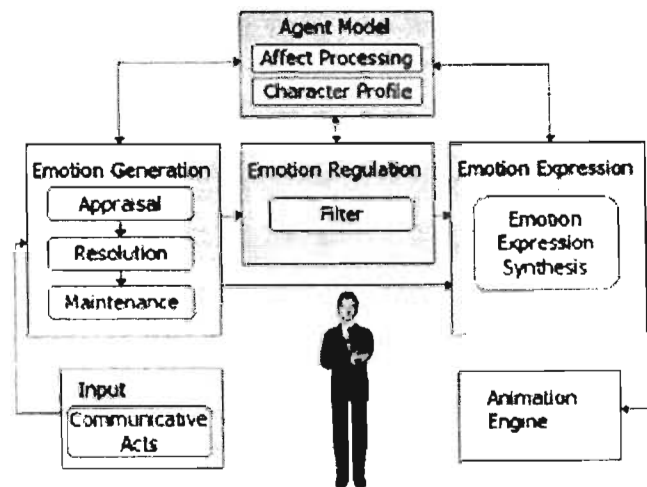 Agent Model
Affect Processing
Character Profile
Emotion Generation
Appraisal
Resolution
Maintenance
Emotion Regulation
Filter
Emotion Expression
Emotion
Expression
Synthesis
Input
Communicative
Acts
Animation
Engine